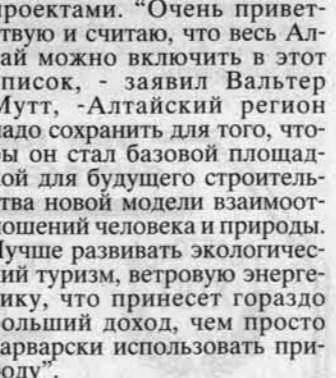 проектами. “Очень привет-
ствую и считаю, что весь Ал-
тай можно включить в этот
список, - заявил Вальтер
Мутт, -Алтайский регион
надо сохранить для того, что-
бы он стал базовой площад-
кой для будущего строитель-
ства новой модели взаимоот-
ношений человека и природы.
Лучше развивать экологичес-
кий туризм, ветровую энерге-
тику, что принесет гораздо
больший доход, чем просто
варварски использовать при-
роду”.